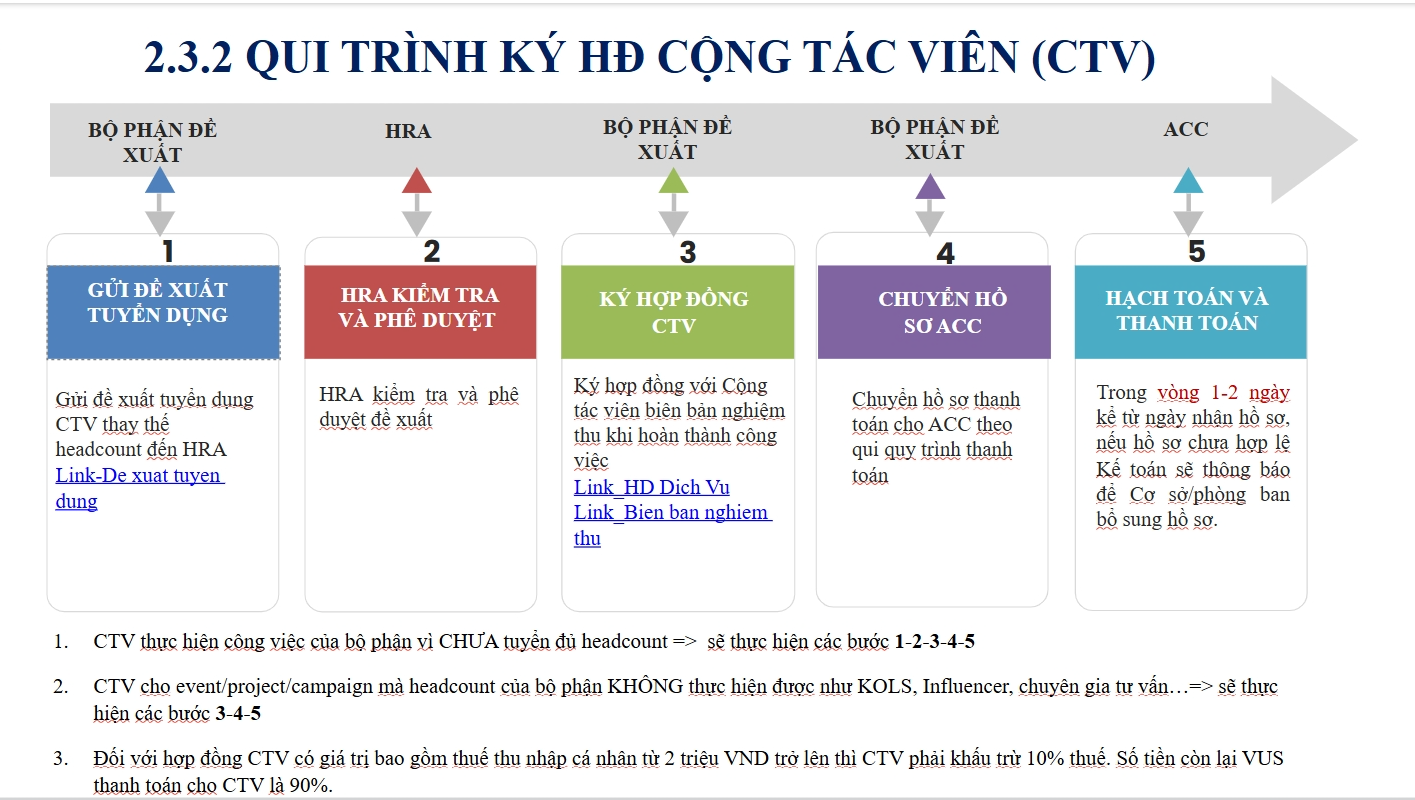 2.3.2 QUI TRÌNH KÝ HĐ CỘNG TÁC VIÊN (CTV)
BỘ PHẬN ĐỀ
XUẤT
HRA
BỘ PHẬN ĐỀ
XUẤT
BỘ PHẬN ĐỀ
XUẤT
ACC
1
GỬI ĐỀ XUẤT
TUYỂN DỤNG
Gửi đề xuất tuyển dụng
CTV thay thế
headcount đến HRA
Link-De xuat tuyen
dung
2
HRA KIỂM TRA
VÀ PHÊ DUYỆT
HRA kiểm tra và phê
duyệt đề xuất
3
KÝ HỢP ĐỒNG
CTV
Ký hợp đồng với Cộng
tác viên biên bản nghiệm
thu khi hoàn thành công
việc
Link_HD Dich Vu
Link_Bien ban nghiem
thu
4
CHUYỂN HỒ
SƠ ACC
Chuyển hồ sơ thanh
toán cho ACC theo
qui quy trình thanh
toán
5
HẠCH TOÁN VÀ
THANH TOÁN
Trong vòng 1-2 ngày
kể từ ngày nhận hồ sơ,
nếu hồ sơ chưa hợp lệ
Kế toán sẽ thông báo
để Cơ sở/phòng ban
bổ sung hồ sơ.
1. CTV thực hiện công việc của bộ phận vì CHƯA tuyển đủ headcount => sẽ thực hiện các bước 1-2-3-4-5
2. CTV cho event/project/campaign mà headcount của bộ phận KHÔNG thực hiện được như KOLS, Influencer, chuyên gia tư vấn…=> sẽ thực
hiện các bước 3-4-5
3. Đối với hợp đồng CTV có giá trị bao gồm thuế thu nhập cá nhân từ 2 triệu VND trở lên thì CTV phải khấu trừ 10% thuế. Số tiền còn lại VUS
thanh toán cho CTV là 90%.